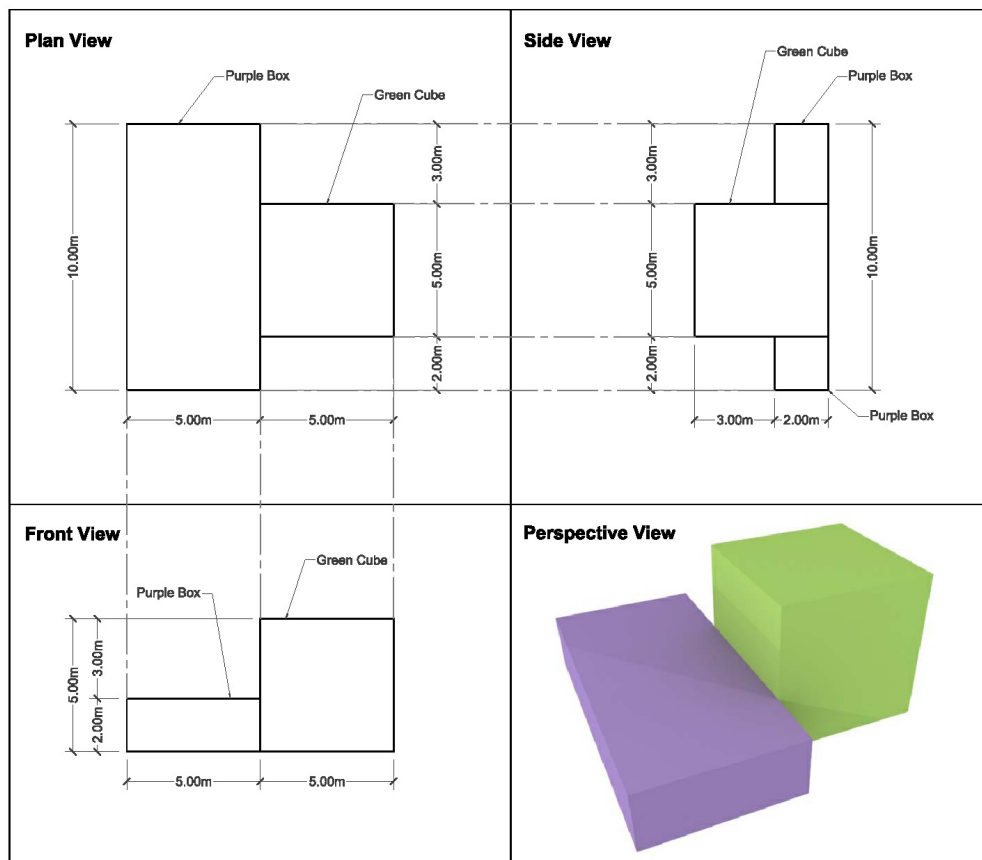 Plan View
Purple Box
Green Cube
10.00m
3.00m
5.00m
2.00m
5.00m
5.00m
Side View
Green Cube
Purple Box
3.00m
5.00m
2.00m
10.00m
3.00m
2.00m
Purple Box
Front View
Green Cube
Purple Box
5.00m
3.00m
2.00m
5.00m
5.00m
Perspective View